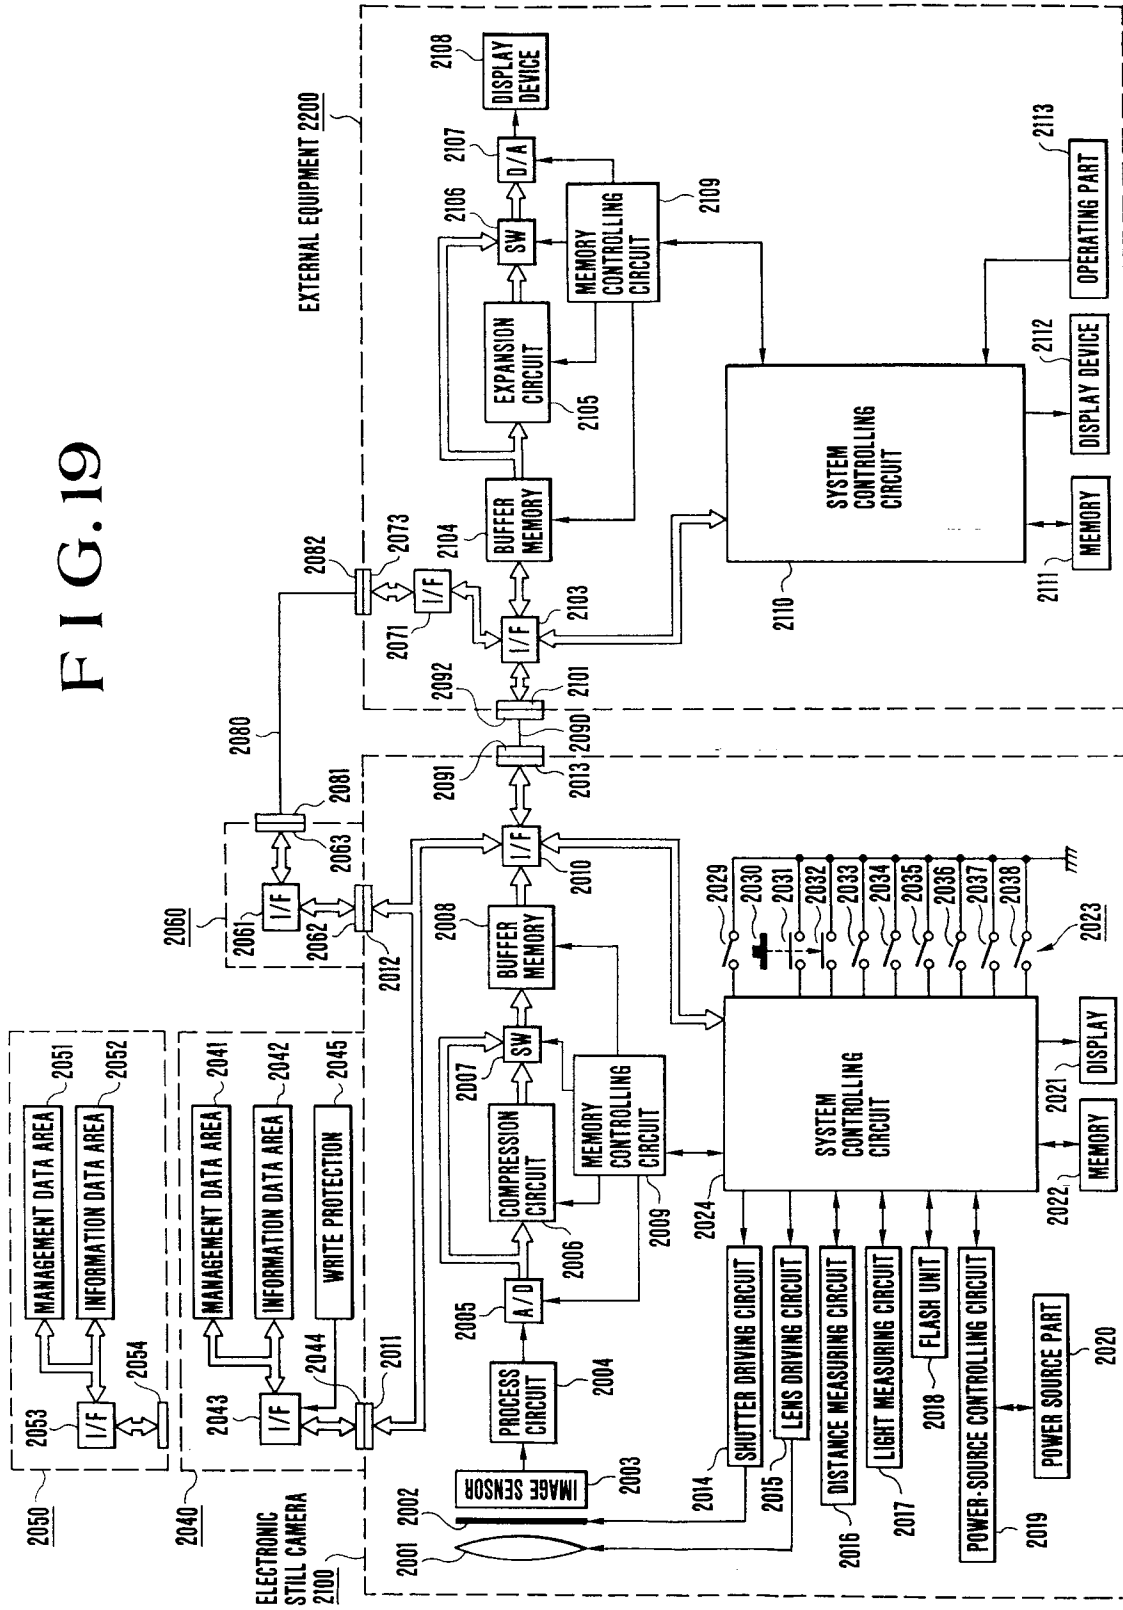 FIG.19
ELECTRONIC
STILL CAMERA
2100
2050
2053
I/F
2054
MANAGEMENT DATA AREA
2051
INFORMATION DATA AREA
2052
2040
2043
I/F
2044
2011
MANAGEMENT DATA AREA
2041
INFORMATION DATA AREA
2042
WRITE PROTECTION
2045
2060
2061
I/F
2062
2012
2063
2081
2080
EXTERNAL EQUIPMENT 2200
2082
2073
I/F
2071
2001
2002
IMAGE SENSOR
2003
PROCESS
CIRCUIT
2004
2005
A/D
COMPRESSION
CIRCUIT
2006
2007
SW
2008
BUFFER
MEMORY
I/F
2010
MEMORY
CONTROLLING
CIRCUIT
2009
2091
2013
2090
2092
2101
I/F
2103
2104
BUFFER
MEMORY
EXPANSION
CIRCUIT
2105
2106
SW
2107
D/A
2108
DISPLAY
DEVICE
MEMORY
CONTROLLING
CIRCUIT
2109
2014
SHUTTER DRIVING CIRCUIT
2015
LENS DRIVING CIRCUIT
2016
DISTANCE MEASURING CIRCUIT
2017
LIGHT MEASURING CIRCUIT
2018
FLASH UNIT
POWER-SOURCE CONTROLLING CIRCUIT
2019
POWER SOURCE PART
2020
2024
SYSTEM
CONTROLLING
CIRCUIT
2022
MEMORY
2021
DISPLAY
2029
2030
2031
2032
2033
2034
2035
2036
2037
2038
2023
2110
SYSTEM
CONTROLLING
CIRCUIT
2111
MEMORY
2112
DISPLAY DEVICE
2113
OPERATING PART